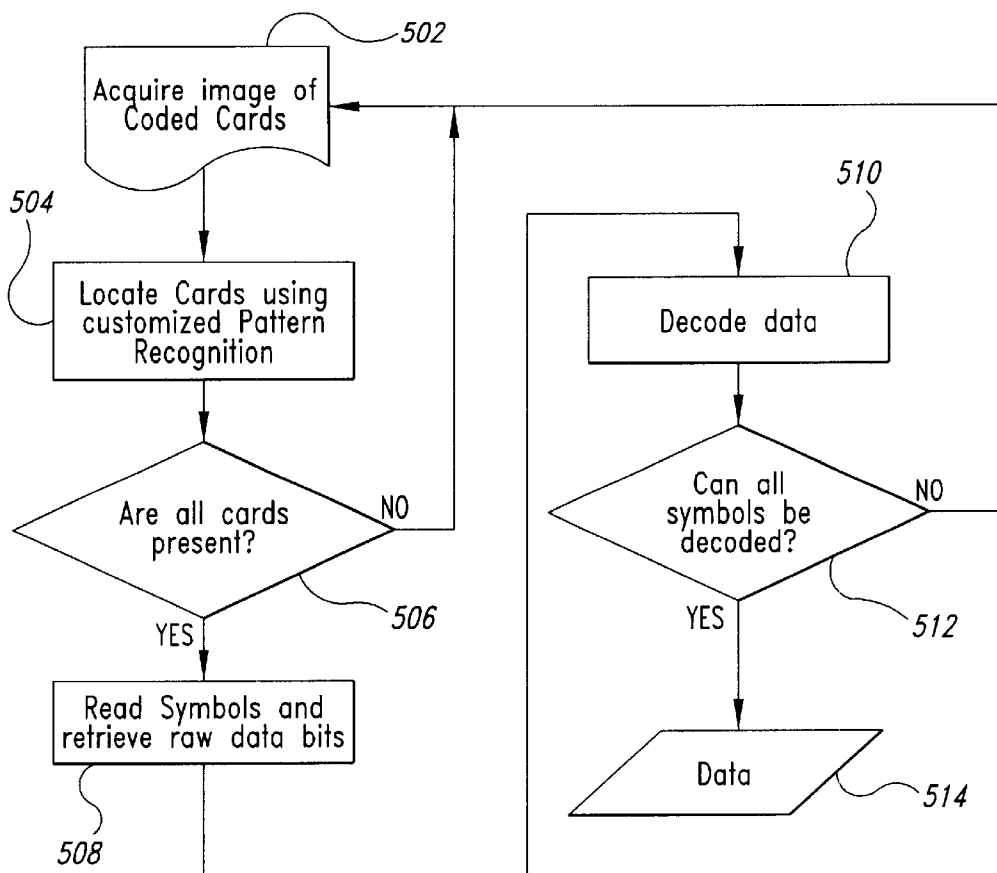 502
Acquire image of
Coded Cards
504
Locate Cards using
customized Pattern
Recognition
Are all cards
present?
NO
506
YES
Read Symbols and
retrieve raw data bits
508
510
Decode data
Can all
symbols be
decoded?
NO
512
YES
Data
514